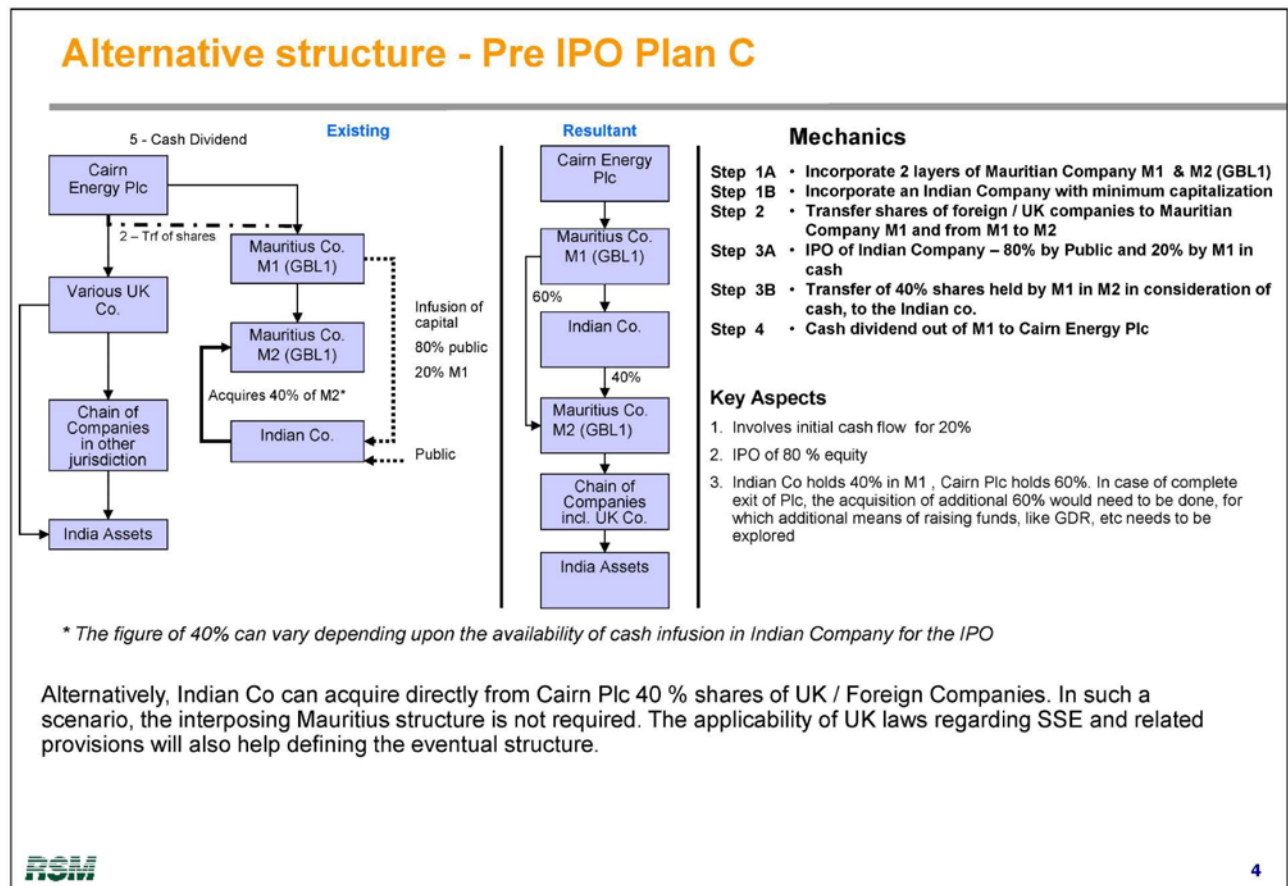 Alternative structure - Pre IPO Plan C
5 - Cash Dividend
Existing
Cairn
Energy Plc
2 – Trf of shares
Various UK
Co.
Chain of
Companies
in other
jurisdiction
India Assets
Mauritius Co.
M1 (GBL1)
Mauritius Co.
M2 (GBL1)
Acquires 40% of M2*
Indian Co.
Infusion of
capital
80% public
20% M1
Public
Resultant
Cairn Energy
Plc
Mauritius Co.
M1 (GBL1)
60%
Indian Co.
40%
Mauritius Co.
M2 (GBL1)
Chain of
Companies
incl. UK Co.
India Assets
Mechanics
Step 1A • Incorporate 2 layers of Mauritian Company M1 & M2 (GBL1)
Step 1B • Incorporate an Indian Company with minimum capitalization
Step 2 • Transfer shares of foreign / UK companies to Mauritian
Company M1 and from M1 to M2
Step 3A • IPO of Indian Company – 80% by Public and 20% by M1 in
cash
Step 3B • Transfer of 40% shares held by M1 in M2 in consideration of
cash, to the Indian co.
Step 4 • Cash dividend out of M1 to Cairn Energy Plc
Key Aspects
1. Involves initial cash flow for 20%
2. IPO of 80 % equity
3. Indian Co holds 40% in M1 , Cairn Plc holds 60%. In case of complete
exit of Plc, the acquisition of additional 60% would need to be done, for
which additional means of raising funds, like GDR, etc needs to be
explored
* The figure of 40% can vary depending upon the availability of cash infusion in Indian Company for the IPO
Alternatively, Indian Co can acquire directly from Cairn Plc 40 % shares of UK / Foreign Companies. In such a
scenario, the interposing Mauritius structure is not required. The applicability of UK laws regarding SSE and related
provisions will also help defining the eventual structure.
RSM
4